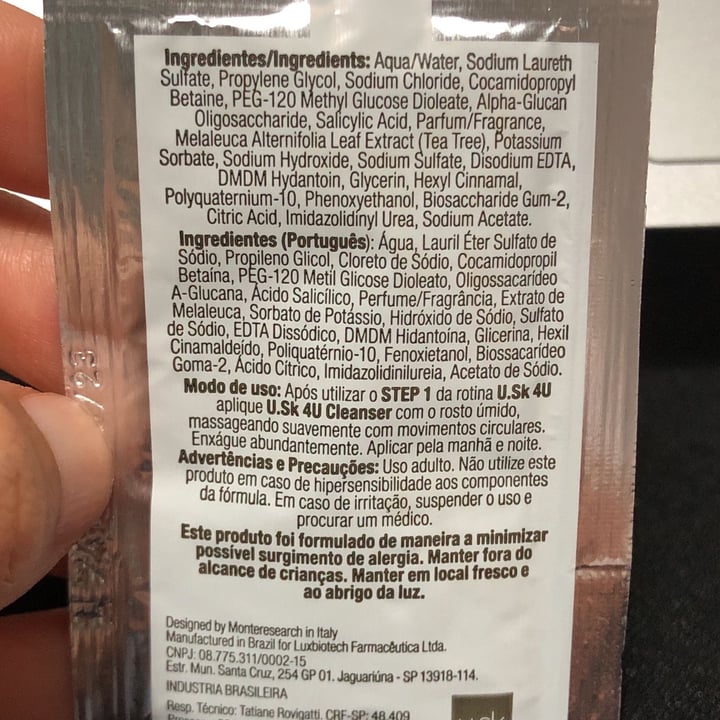 Ingredientes/Ingredients: Aqua/Water, Sodium Laureth
Sulfate, Propylene Glycol, Sodium Chloride, Cocamidopropyl
Betaine, PEG-120 Methyl Glucose Dioleate, Alpha-Glucan
Oligosaccharide, Salicylic Acid, Parfum/Fragrance,
Melaleuca Alternifolia Leaf Extract (Tea Tree), Potassium
Sorbate, Sodium Hydroxide, Sodium Sulfate, Disodium EDTA,
DMDM Hydantoin, Glycerin, Hexyl Cinnamal,
Polyquaternium-10, Phenoxyethanol, Biosaccharide Gum-2,
Citric Acid, Imidazolidinyl Urea, Sodium Acetate.
Ingredientes (Português): Água, Lauril Éter Sulfato de
Sódio, Propileno Glicol, Cloreto de Sódio, Cocamidopropil
Betaína, PEG-120 Metil Glicose Dioleato, Oligossacarídeo
A-Glucana, Ácido Salicílico, Perfume/Fragrância, Extrato de
Melaleuca, Sorbato de Potássio, Hidróxido de Sódio, Sulfato
de Sódio, EDTA Dissódico, DMDM Hidantoína, Glicerina, Hexil
Cinamaldeído, Poliquatérnio-10, Fenoxietanol, Biossacarídeo
Goma-2, Ácido Cítrico, Imidazolidinilureia, Acetato de Sódio.
Modo de uso: Após utilizar o STEP 1 da rotina U.Sk 4U
aplique U.Sk 4U Cleanser com o rosto úmido,
massageando suavemente com movimentos circulares.
Enxágue abundantemente. Aplicar pela manhã e noite.
Advertências e Precauções: Uso adulto. Não utilize este
produto em caso de hipersensibilidade aos componentes
da fórmula. Em caso de irritação, suspender o uso e
procurar um médico.
Este produto foi formulado de maneira a minimizar
possível surgimento de alergia. Manter fora do
alcance de crianças. Manter em local fresco e
ao abrigo da luz.
Designed by Monteresearch in Italy
Manufactured in Brazil for Luxbiotech Farmacêutica Ltda.
CNPJ: 08.775.311/0002-15
Estr. Mun. Santa Cruz, 254 GP 01. Jaguariúna - SP 13918-114.
INDUSTRIA BRASILEIRA
Resp. Técnico: Tatiane Rovigatti. CRF-SP: 48.409